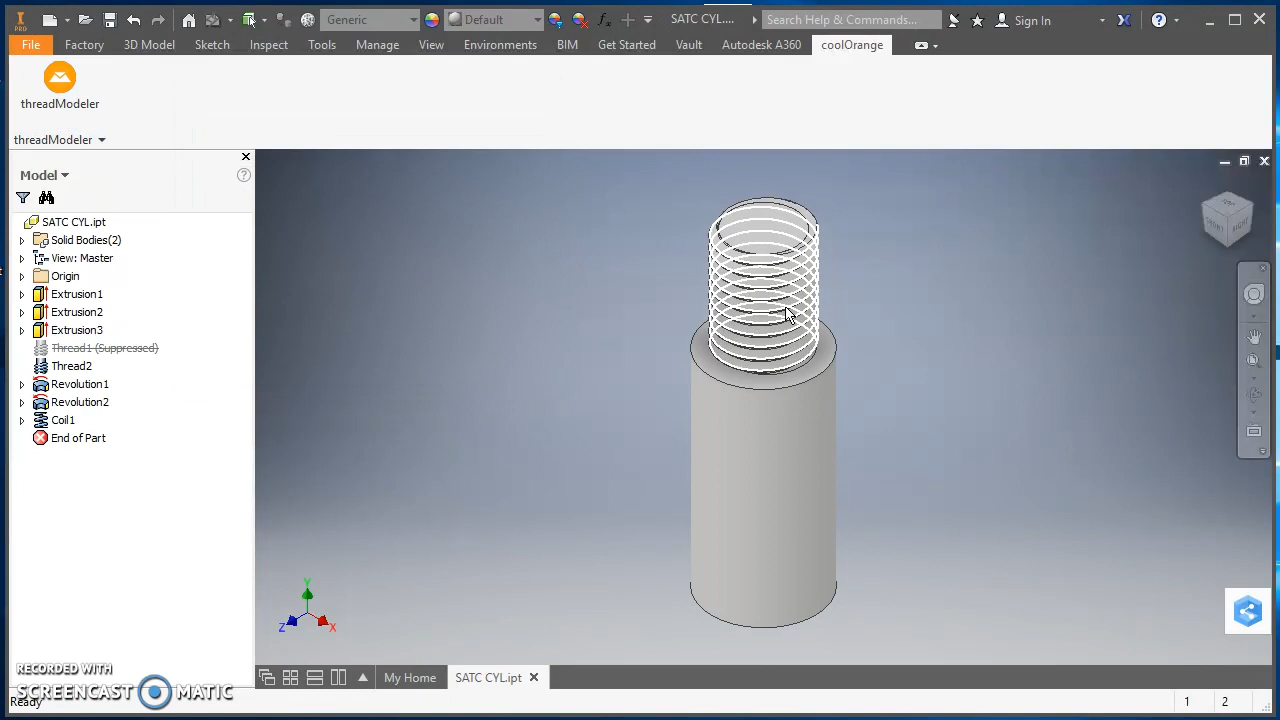 Generic
Default
SATC CYL....
Search Help & Commands...
Sign In
File
Factory
3D Model
Sketch
Inspect
Tools
Manage
View
Environments
BIM
Get Started
Vault
Autodesk A360
coolOrange
threadModeler
threadModeler
Model
SATC CYL.ipt
Solid Bodies(2)
View: Master
Origin
Extrusion1
Extrusion2
Extrusion3
Thread1 (Suppressed)
Thread2
Revolution1
Revolution2
Coil1
End of Part
Y
Z
X
RECORDED WITH
SCREENCAST MATIC
My Home
SATC CYL.ipt
Ready
1
2